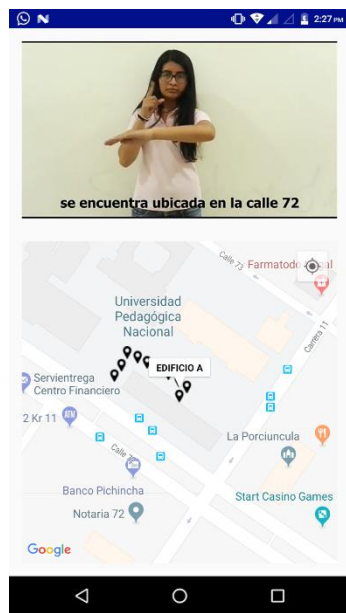 2:27 PM
se encuentra ubicada en la calle 72
Calle 73
Farmatodo
Universidad
Pedagógica
Nacional
Carrera 11
EDIFICIO A
Servientrega
Centro Financiero
2 Kr 11
ATM
La Porciuncula
Calle
Banco Pichincha
Start Casino Games
Notaria 72
Google